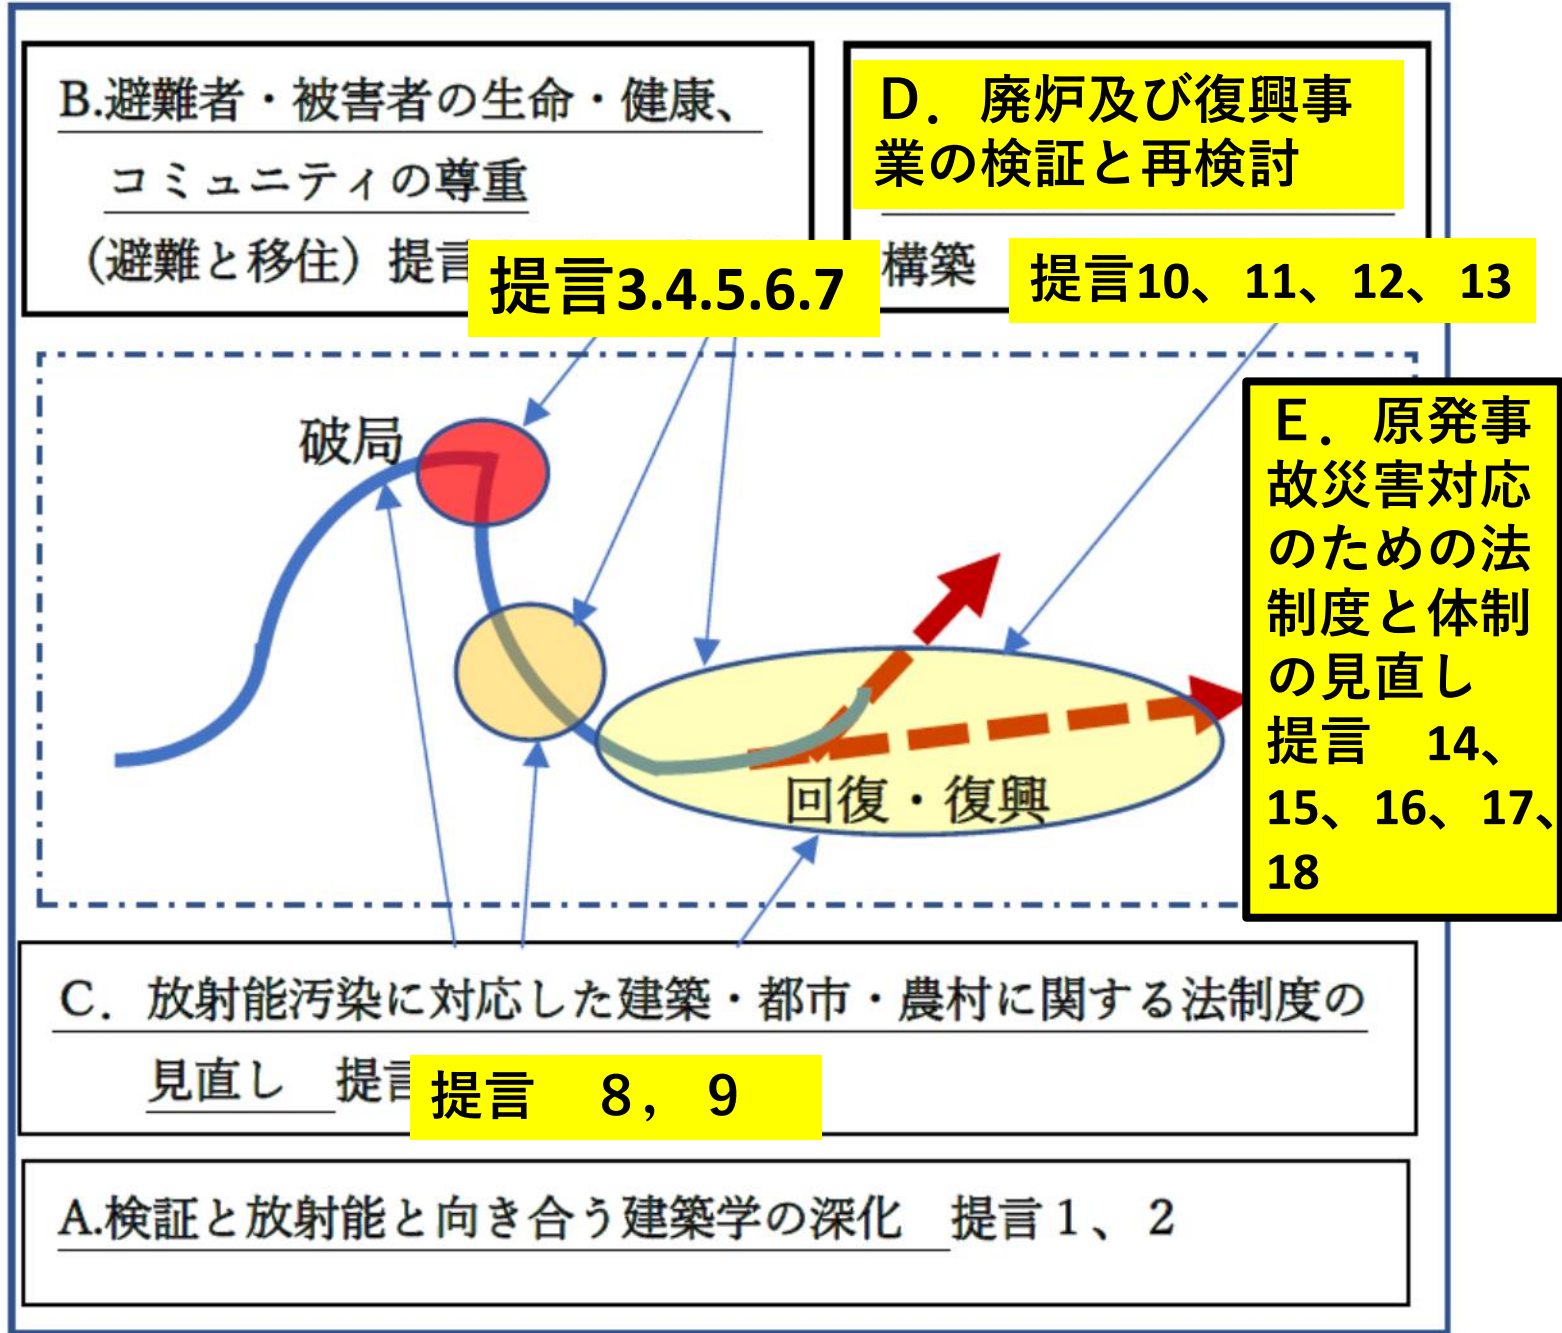 B.避難者・被害者の生命・健康、
コミュニティの尊重
（避難と移住）提言
提言3.4.5.6.7
Ｄ．廃炉及び復興事
業の検証と再検討
構築
提言10、11、12、13
破局
回復・復興
Ｅ．原発事
故災害対応
のための法
制度と体制
の見直し
提言　14、
15、16、17、
18
C．放射能汚染に対応した建築・都市・農村に関する法制度の
見直し　提言
提言　８，９
A.検証と放射能と向き合う建築学の深化　提言１、２